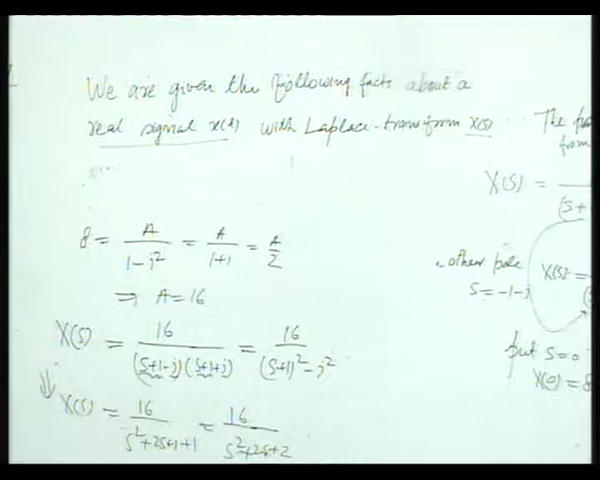 We are given the following facts about a
real signal x(t) with Laplace-transform X(s)
8 = A / (1-j²) = A / (1+1) = A / 2
⇒ A=16
X(s) = 16 / (s+1-j)(s+1+j) = 16 / (s+1)²-j²
⇓ X(s) = 16 / s²+2s+1+1 = 16 / s²+2s+2
The
from
X(s) =
(s+
other pole
s=-1-j
X(s)=
put s=0
X(0)=8